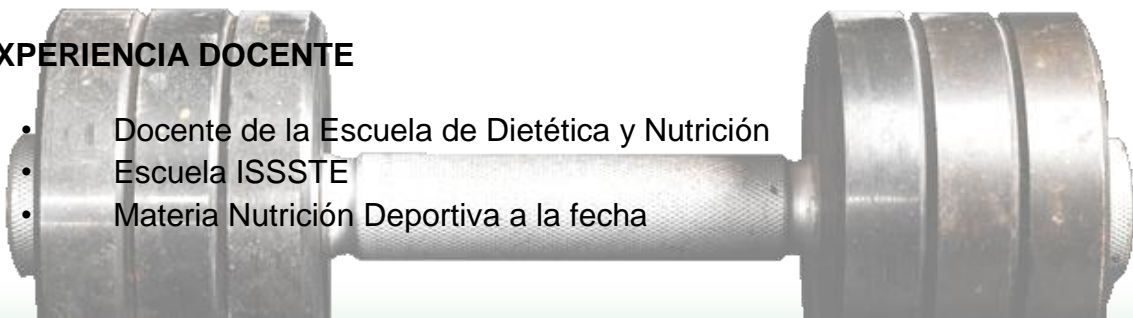 XPERIENCIA DOCENTE
• Docente de la Escuela de Dietética y Nutrición
• Escuela ISSSTE
• Materia Nutrición Deportiva a la fecha